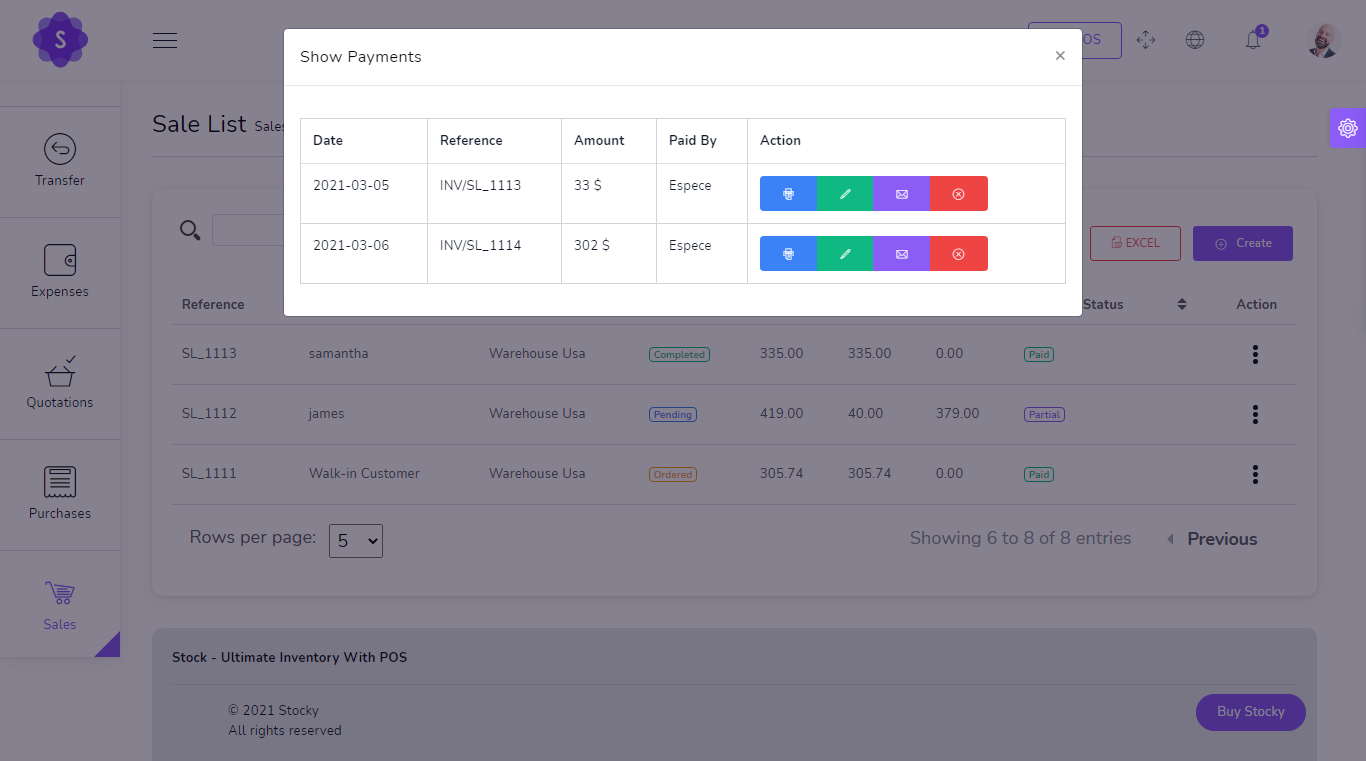 S
OS
1
Show Payments
×
Date Reference Amount Paid By Action
2021-03-05 INV/SL_1113 33 $ Espece
2021-03-06 INV/SL_1114 302 $ Espece
Sale List Sales
Transfer
Expenses
Quotations
Purchases
Sales
EXCEL Create
Reference Status Action
SL_1113 samantha Warehouse Usa Completed 335.00 335.00 0.00 Paid
SL_1112 james Warehouse Usa Pending 419.00 40.00 379.00 Partial
SL_1111 Walk-in Customer Warehouse Usa Ordered 305.74 305.74 0.00 Paid
Rows per page: 5 Showing 6 to 8 of 8 entries Previous
Stock - Ultimate Inventory With POS
© 2021 Stocky
All rights reserved
Buy Stocky